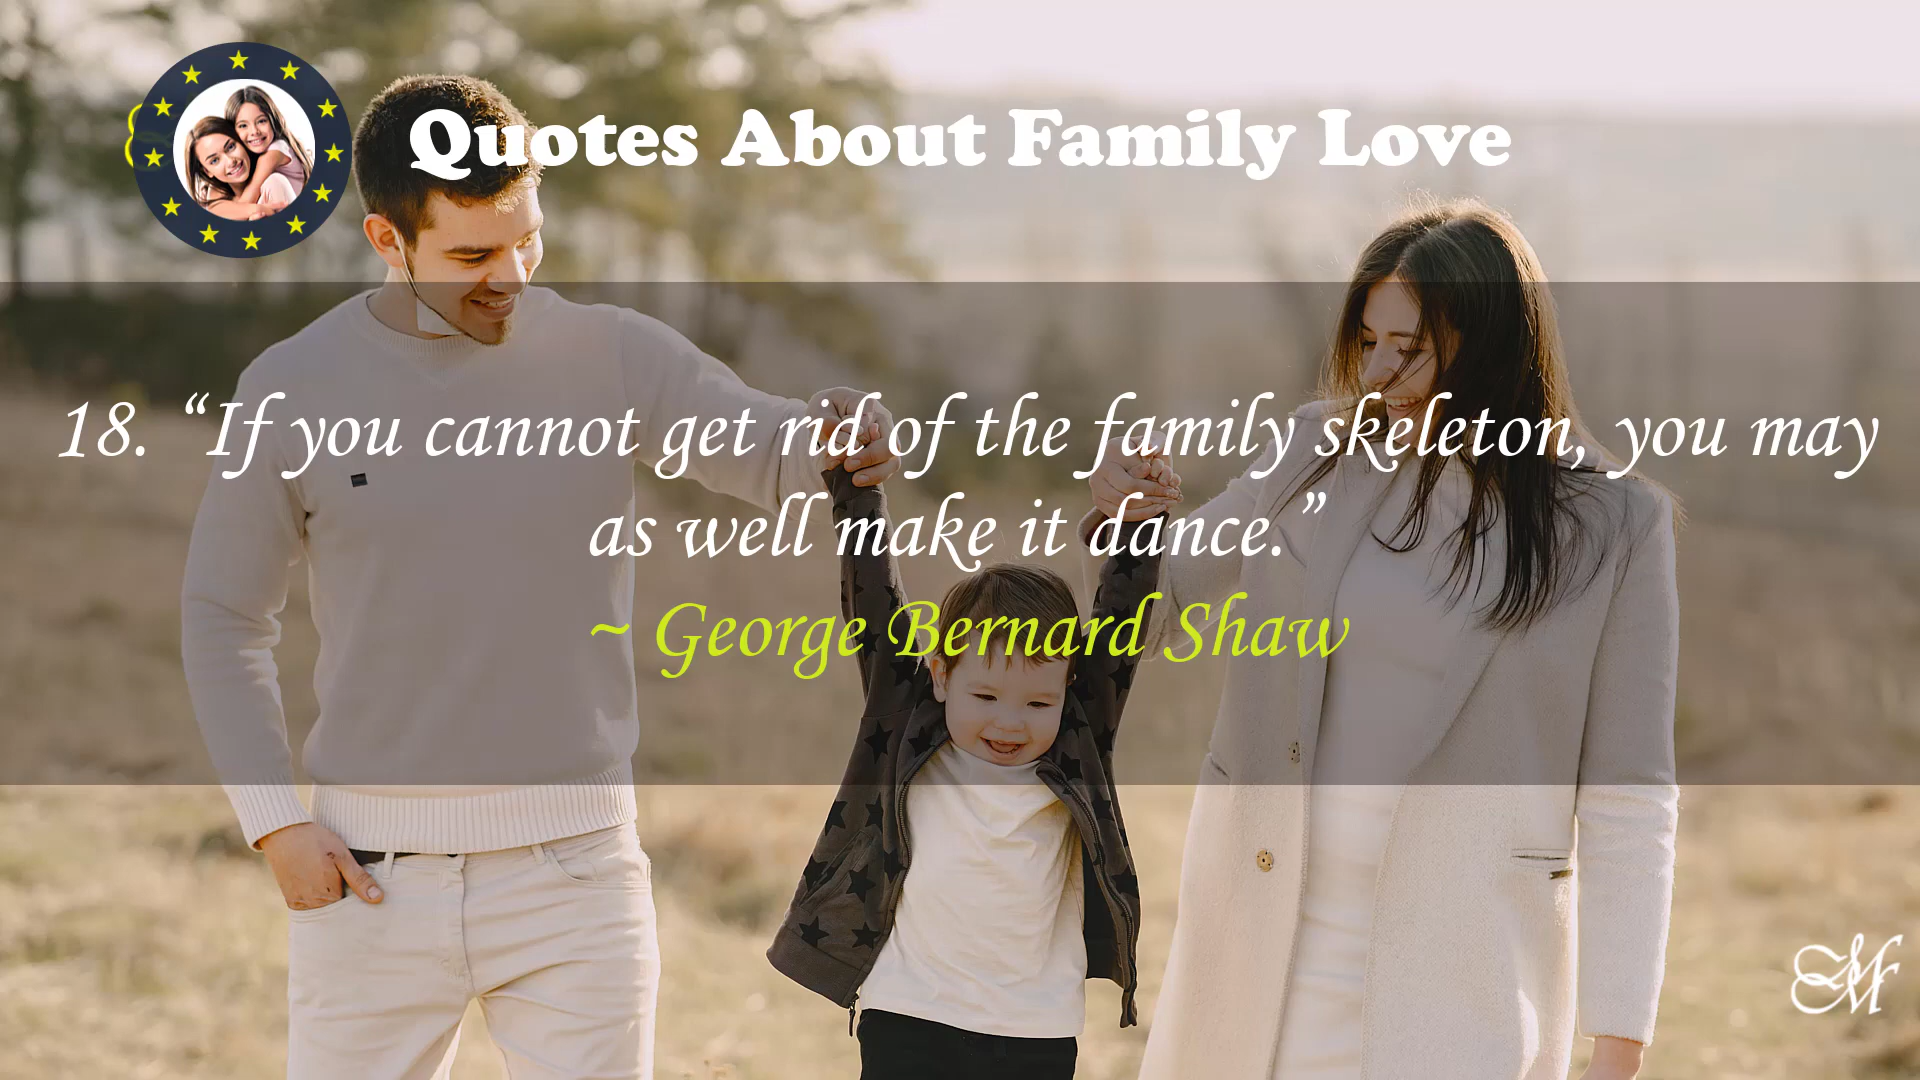 Quotes About Family Love
18. “If you cannot get rid of the family skeleton, you may
as well make it dance.”
~ George Bernard Shaw